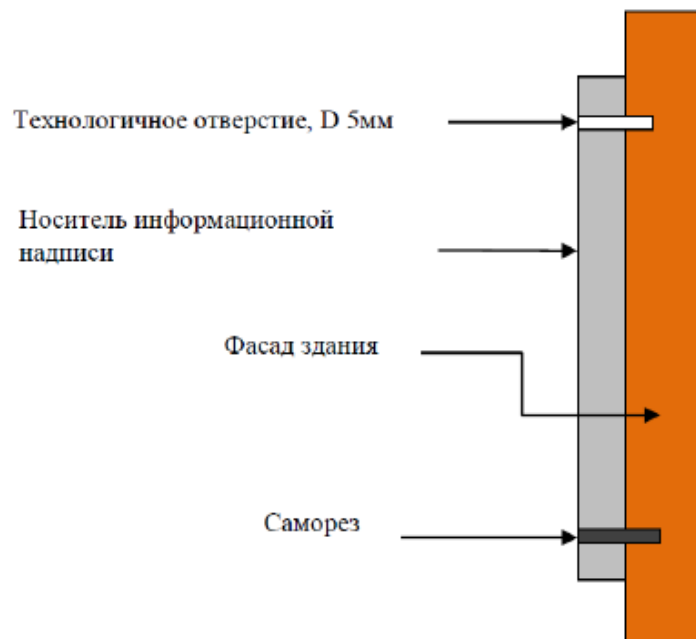 Технологичное отверстие, D 5мм
Носитель информационной
надписи
Фасад здания
Саморез